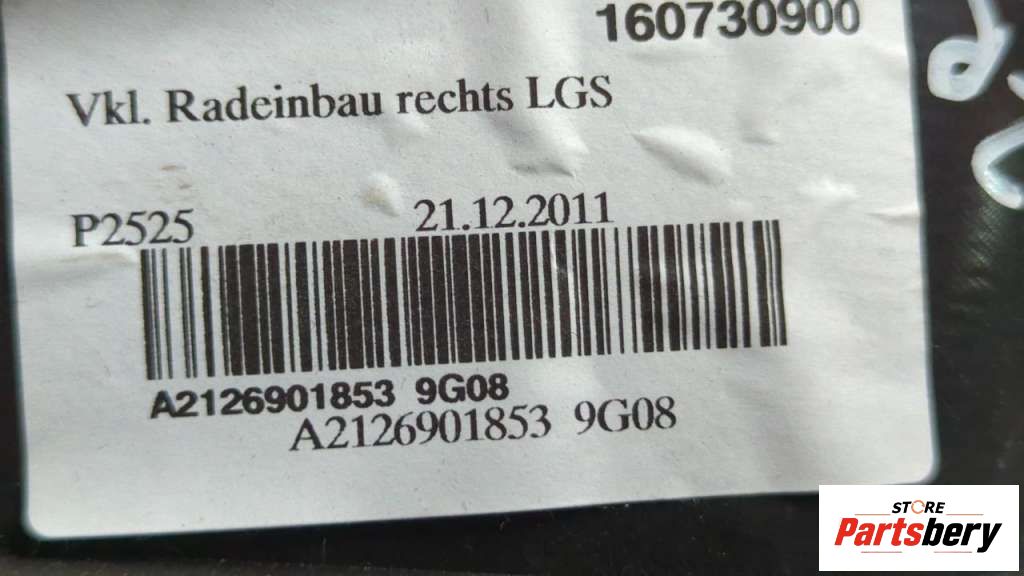 160730900
Vkl. Radeinbau rechts LGS
P2525 21.12.2011
A2126901853 9G08
A2126901853 9G08
STORE
Partsbery